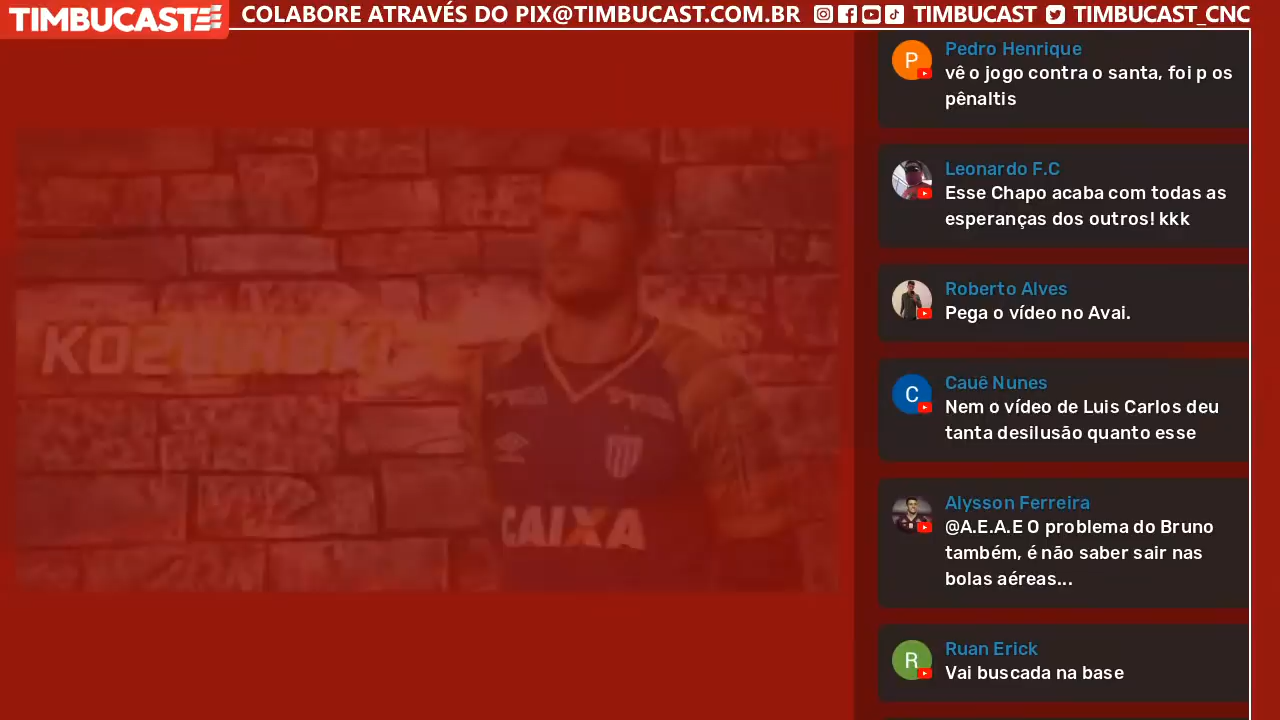 TIMBUCAST
COLABORE ATRAVÉS DO PIX@TIMBUCAST.COM.BR
TIMBUCAST
TIMBUCAST_CNC
Pedro Henrique
vê o jogo contra o santa, foi p os
pênaltis
Leonardo F.C
Esse Chapo acaba com todas as
esperanças dos outros! kkk
Roberto Alves
Pega o vídeo no Avai.
Cauê Nunes
Nem o vídeo de Luis Carlos deu
tanta desilusão quanto esse
Alysson Ferreira
@A.E.A.E O problema do Bruno
também, é não saber sair nas
bolas aéreas...
Ruan Erick
Vai buscada na base
P
C
R
CAIXA